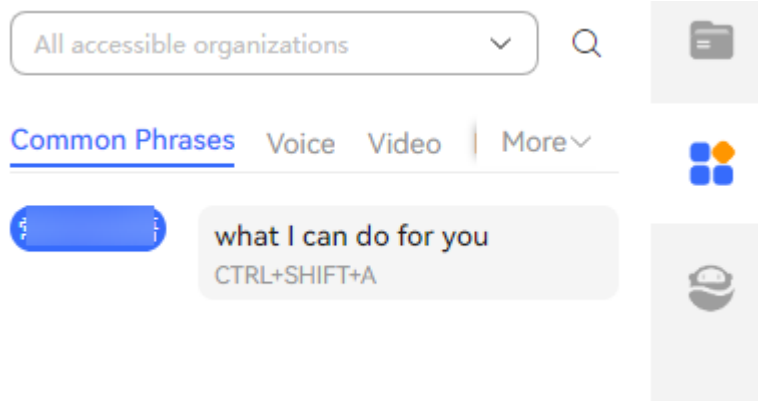 All accessible organizations
Common Phrases Voice Video More
what I can do for you
CTRL+SHIFT+A